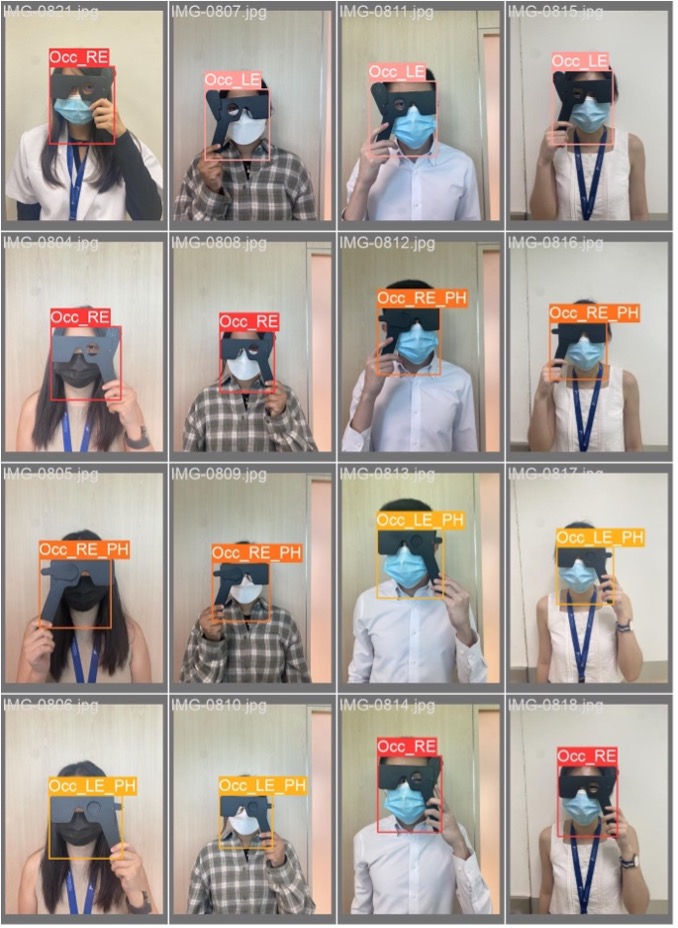 IMG-0821.jpg
IMG-0807.jpg
IMG-0811.jpg
IMG-0815.jpg
Occ_RE
Occ_LE
Occ_LE
Occ_LE
IMG-0804.jpg
IMG-0808.jpg
IMG-0812.jpg
IMG-0816.jpg
Occ_RE
Occ_RE
Occ_RE_PH
Occ_RE_PH
IMG-0805.jpg
IMG-0809.jpg
IMG-0813.jpg
IMG-0817.jpg
Occ_RE_PH
Occ_RE_PH
Occ_LE_PH
Occ_LE_PH
IMG-0806.jpg
IMG-0810.jpg
IMG-0814.jpg
IMG-0818.jpg
Occ_LE_PH
Occ_LE_PH
Occ_RE
Occ_RE